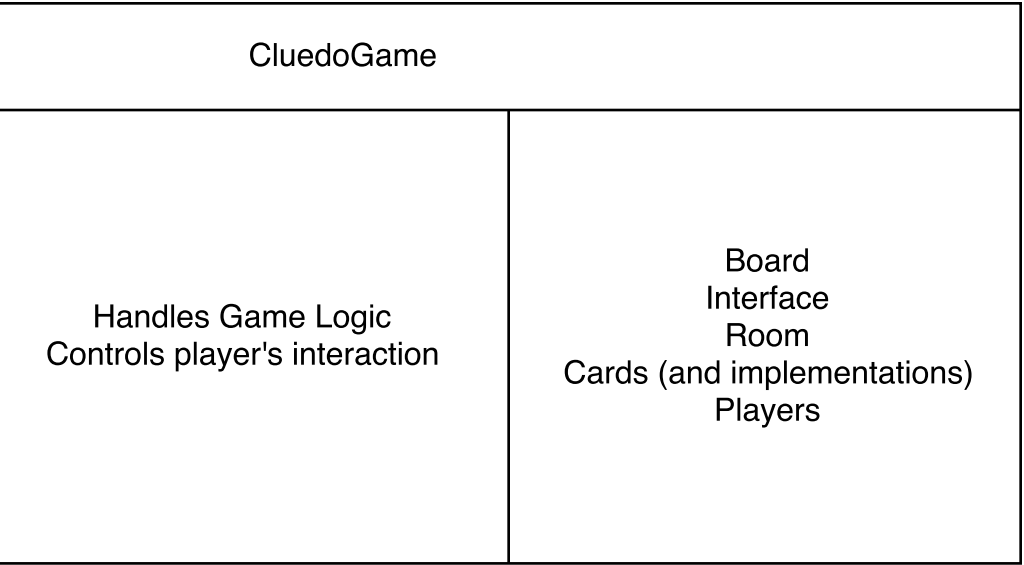 CluedoGame
Handles Game Logic
Controls player's interaction
Board
Interface
Room
Cards (and implementations)
Players